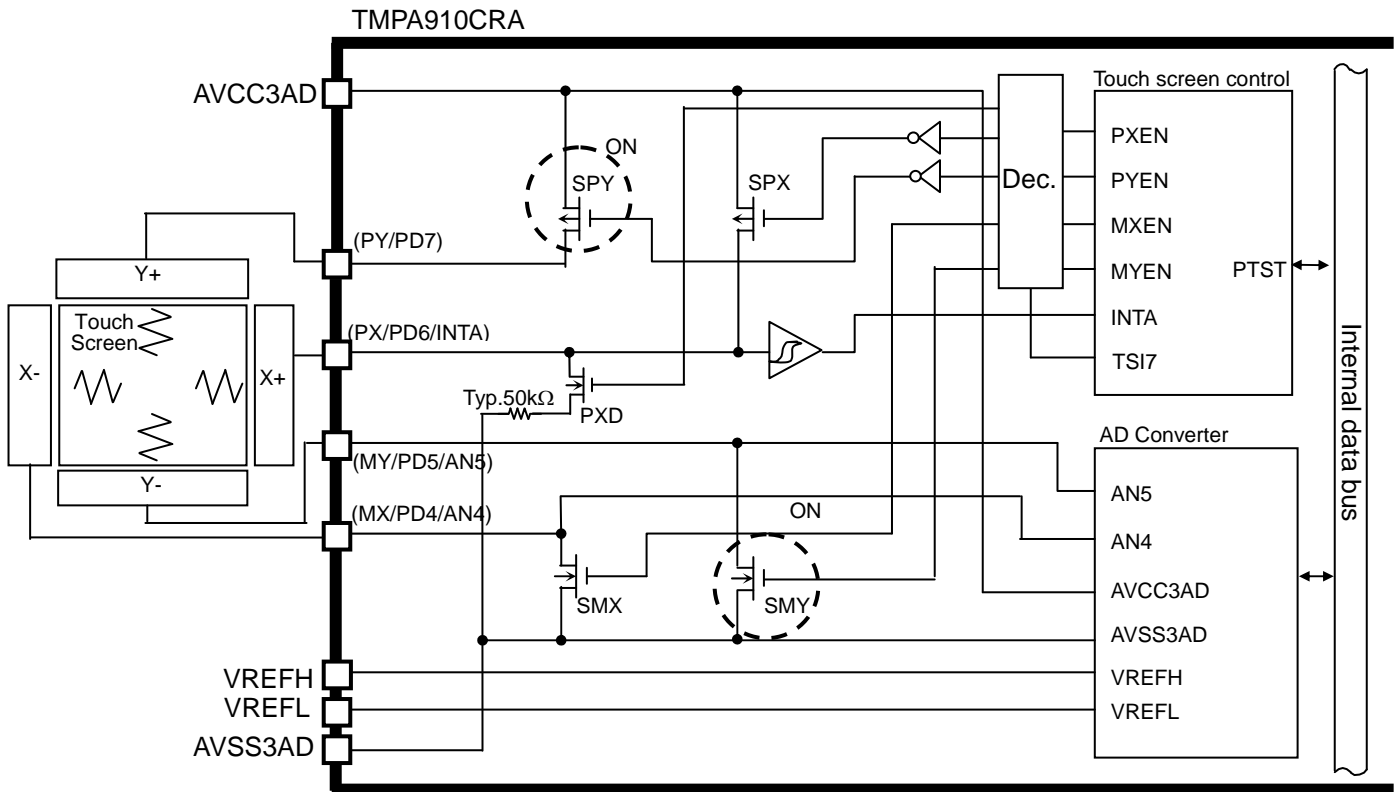 TMPA910CRA
AVCC3AD
Touch screen control
ON
SPY
SPX
Dec.
PXEN
PYEN
MXEN
MYEN
PTST
INTA
TSI7
(PY/PD7)
Y+
Touch
Screen
X-
X+
Y-
(PX/PD6/INTA)
Typ.50kΩ
PXD
(MY/PD5/AN5)
(MX/PD4/AN4)
ON
SMX
SMY
AD Converter
AN5
AN4
AVCC3AD
AVSS3AD
VREFH
VREFL
Internal data bus
VREFH
VREFL
AVSS3AD